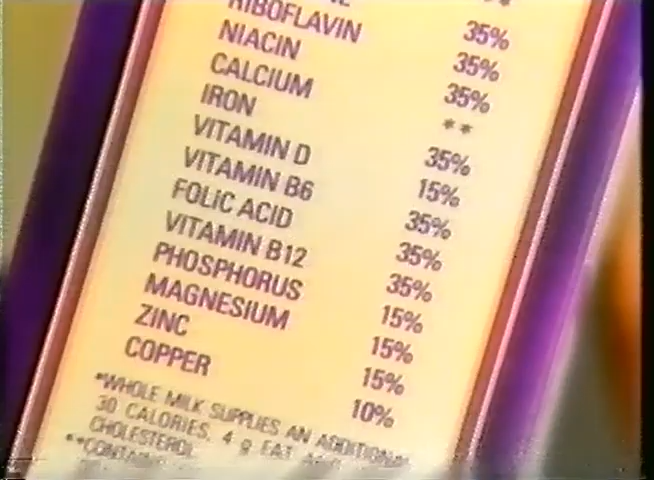 35%
RIBOFLAVIN 35%
NIACIN 35%
CALCIUM **
IRON 35%
VITAMIN D 15%
VITAMIN B6 35%
FOLIC ACID 35%
VITAMIN B12 35%
PHOSPHORUS 15%
MAGNESIUM 15%
ZINC 15%
COPPER 10%
*WHOLE MILK SUPPLIES AN ADDITIONAL
30 CALORIES, 4 g FAT,
CHOLESTEROL.
**CONTAINS